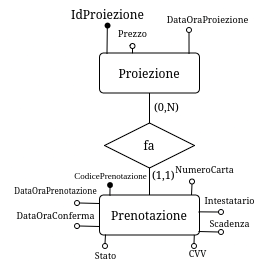 IdProiezione
DataOraProiezione
Prezzo
Proiezione
(0,N)
fa
CodicePrenotazione
(1,1)
NumeroCarta
DataOraPrenotazione
Intestatario
DataOraConferma
Prenotazione
Scadenza
Stato
CVV